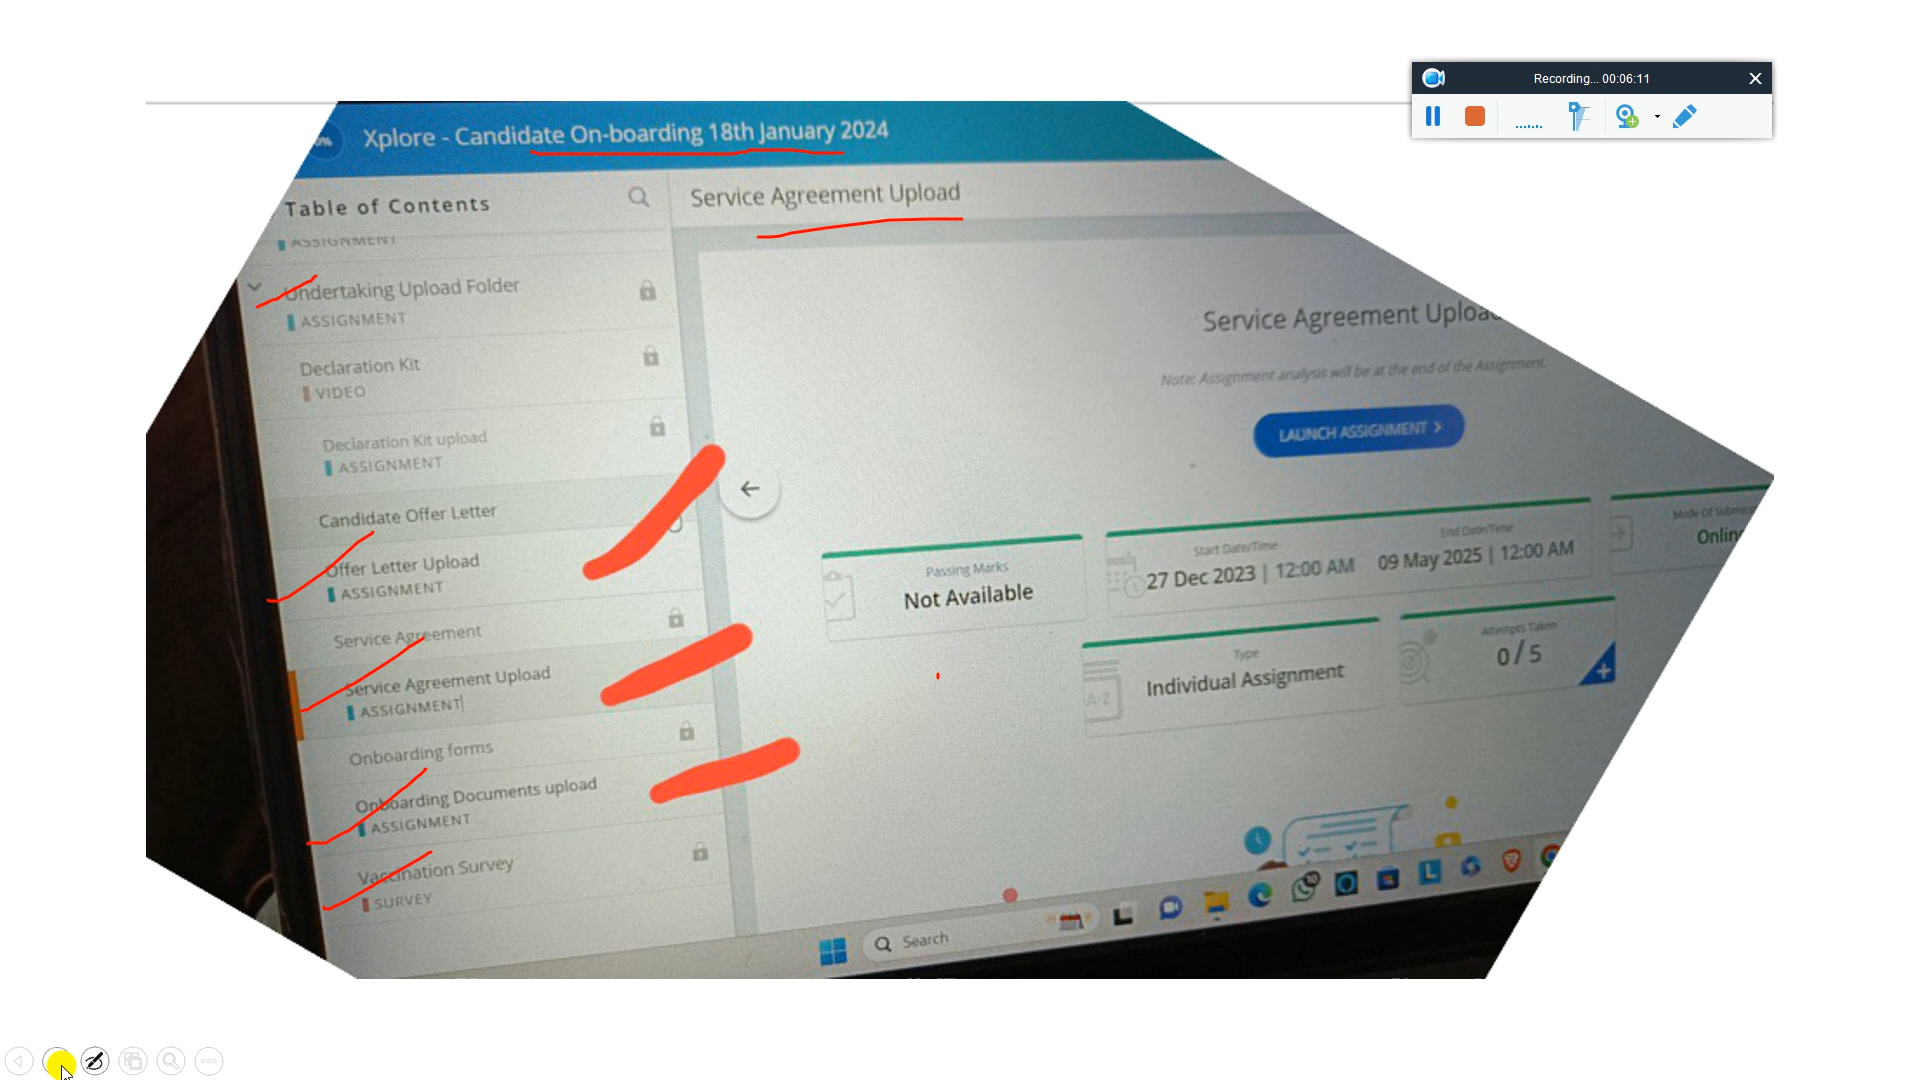 Recording... 00:06:11
Xplore - Candidate On-boarding 18th January 2024
Table of Contents
Service Agreement Upload
ASSIGNMENT
Undertaking Upload Folder
ASSIGNMENT
Declaration Kit
VIDEO
Declaration Kit upload
ASSIGNMENT
Candidate Offer Letter
Offer Letter Upload
ASSIGNMENT
Service Agreement
Service Agreement Upload
ASSIGNMENT
Onboarding forms
Onboarding Documents upload
ASSIGNMENT
Vaccination Survey
SURVEY
Service Agreement
Note: Assignment analysis will be at the end of the Assignment.
LAUNCH ASSIGNMENT >
Passing Marks
Not Available
Start Date/Time
27 Dec 2023 | 12:00 AM
End Date/Time
09 May 2025 | 12:00 AM
Mode Of
Type
Individual Assignment
A-Z
Attempts Taken
0/5
Search
10
L